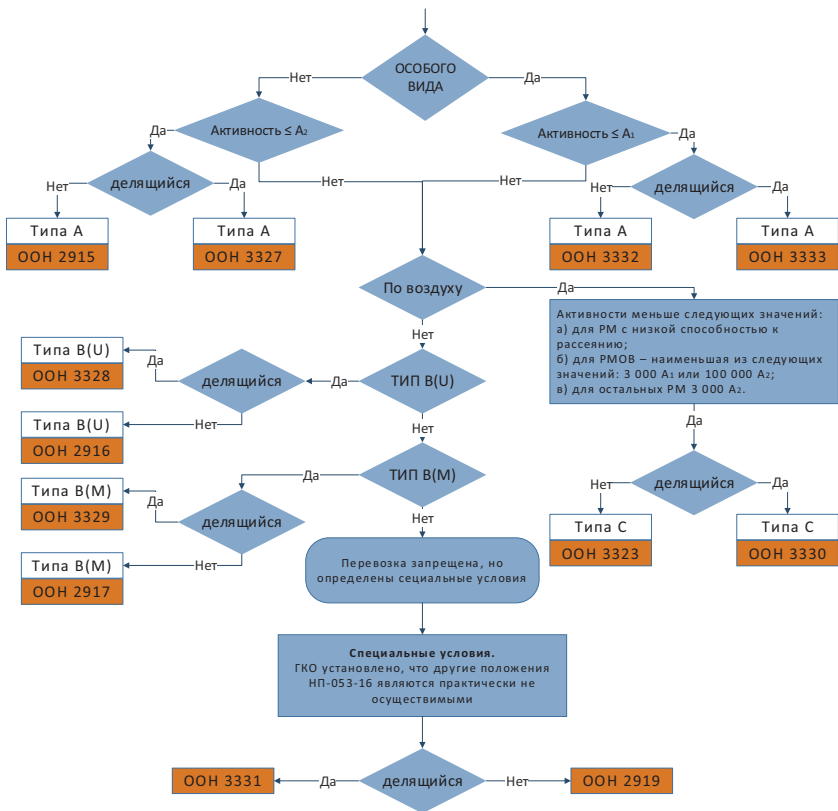 ОСОБОГО
ВИДА
Нет
Да
Активность ≤ А₂
Активность ≤ А₁
Да
Нет
Нет
Да
делящийся
Нет
Да
делящийся
Нет
Да
Типа А
ООН 2915
Типа А
ООН 3327
Типа А
ООН 3332
Типа А
ООН 3333
По воздуху
Да
Нет
Активности меньше следующих значений:
а) для РМ с низкой способностью к
рассеянию;
б) для РМОВ – наименьшая из следующих
значений: 3 000 А₁ или 100 000 А₂;
в) для остальных РМ 3 000 А₂.
Да
ТИП B(U)
Да
Нет
делящийся
Да
Нет
Типа B(U)
ООН 3328
Типа B(U)
ООН 2916
ТИП B(M)
Да
Нет
делящийся
Да
Нет
Типа B(M)
ООН 3329
Типа B(M)
ООН 2917
делящийся
Нет
Да
Типа С
ООН 3323
Типа С
ООН 3330
Перевозка запрещена, но
определены сециальные условия
Специальные условия.
ГКО установлено, что другие положения
НП-053-16 являются практически не
осуществимыми
делящийся
Да
Нет
ООН 3331
ООН 2919